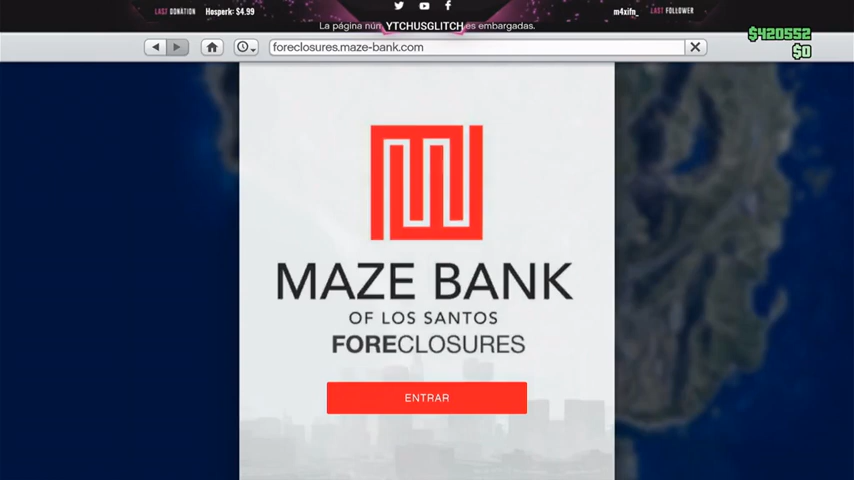 LAST DONATION Hosperk: $4.99
m4xifn_ LAST FOLLOWER
La página nún. YTCHUSGLITCH es embargadas.
foreclosures.maze-bank.com
$420552
$0
MAZE BANK
OF LOS SANTOS
FORECLOSURES
ENTRAR